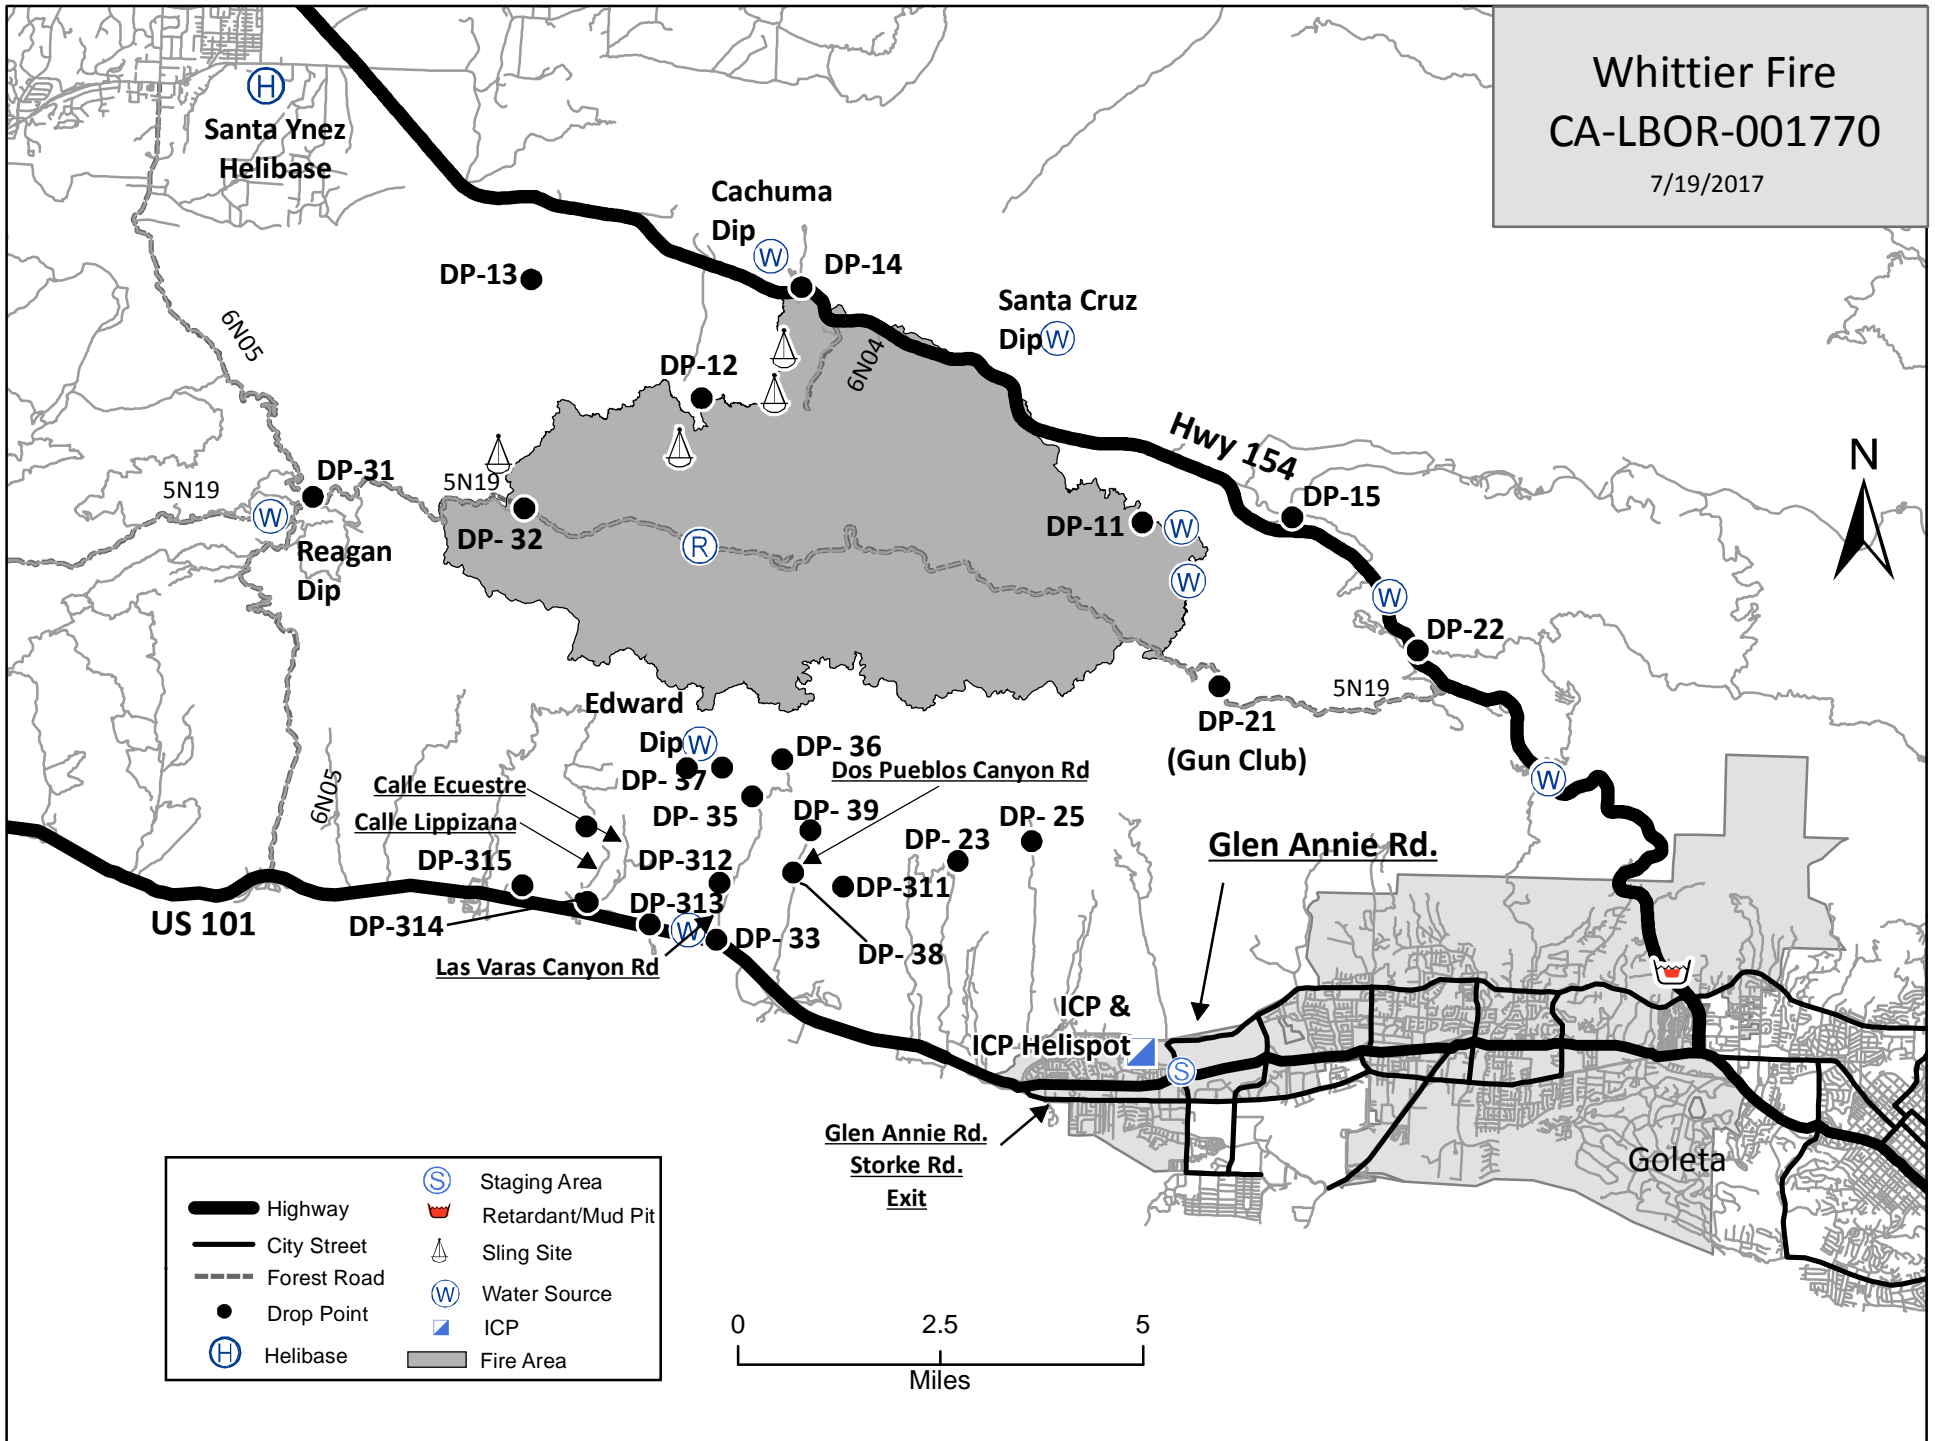 Whittier Fire
CA-LBOR-001770
7/19/2017
H
Santa Ynez
Helibase
Cachuma
Dip
W
DP-13
DP-14
Santa Cruz
Dip
W
6N05
6N04
DP-12
Hwy 154
N
DP-31
5N19
5N19
W
DP-15
Reagan
Dip
DP- 32
R
DP-11
W
W
W
DP-22
5N19
DP-21
(Gun Club)
W
Edward
Dip
W
DP- 36
DP- 37
Dos Pueblos Canyon Rd
Calle Ecuestre
6N05
DP- 35
DP- 39
DP- 25
Calle Lippizana
DP- 23
Glen Annie Rd.
DP-315
DP-312
DP-311
DP-313
US 101
DP-314
W
DP- 33
DP- 38
Las Varas Canyon Rd
ICP &
ICP Helispot
S
Glen Annie Rd.
Storke Rd.
Exit
Goleta
Highway
City Street
Forest Road
Drop Point
H
Helibase
S
Staging Area
Retardant/Mud Pit
Sling Site
W
Water Source
ICP
Fire Area
0 2.5 5
Miles